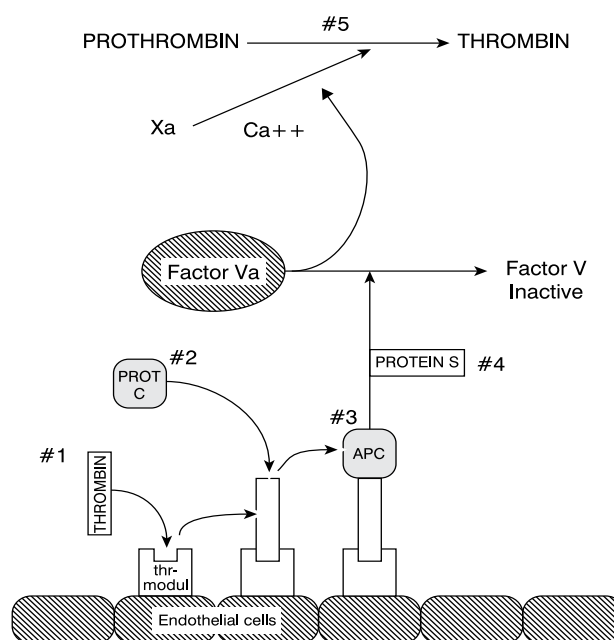 #5
PROTHROMBIN THROMBIN
Xa
Ca++
Factor Va
Factor V
Inactive
#2
PROT
C
PROTEIN S #4
#3
APC
#1
THROMBIN
thr-
modul
Endothelial cells